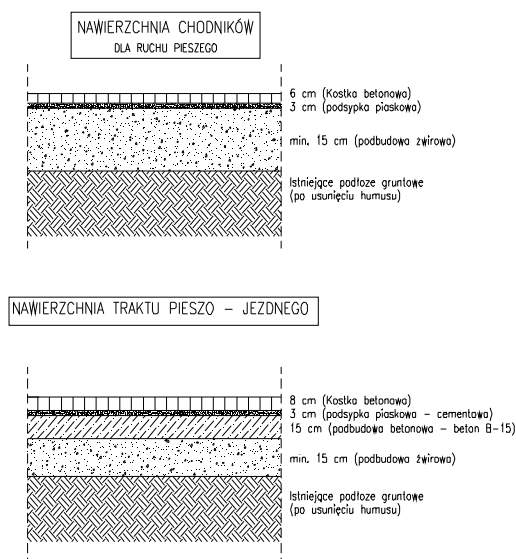 NAWIERZCHNIA CHODNIKÓW
DLA RUCHU PIESZEGO
6 cm (Kostka betonowa)
3 cm (podsypka piaskowa)
min. 15 cm (podbudowa żwirowa)
Istniejące podłoże gruntowe
(po usunięciu humusu)
NAWIERZCHNIA TRAKTU PIESZO - JEZDNEGO
8 cm (Kostka betonowa)
3 cm (podsypka piaskowa - cementowa)
15 cm (podbudowa betonowa - beton B-15)
min. 15 cm (podbudowa żwirowa)
Istniejące podłoże gruntowe
(po usunięciu humusu)